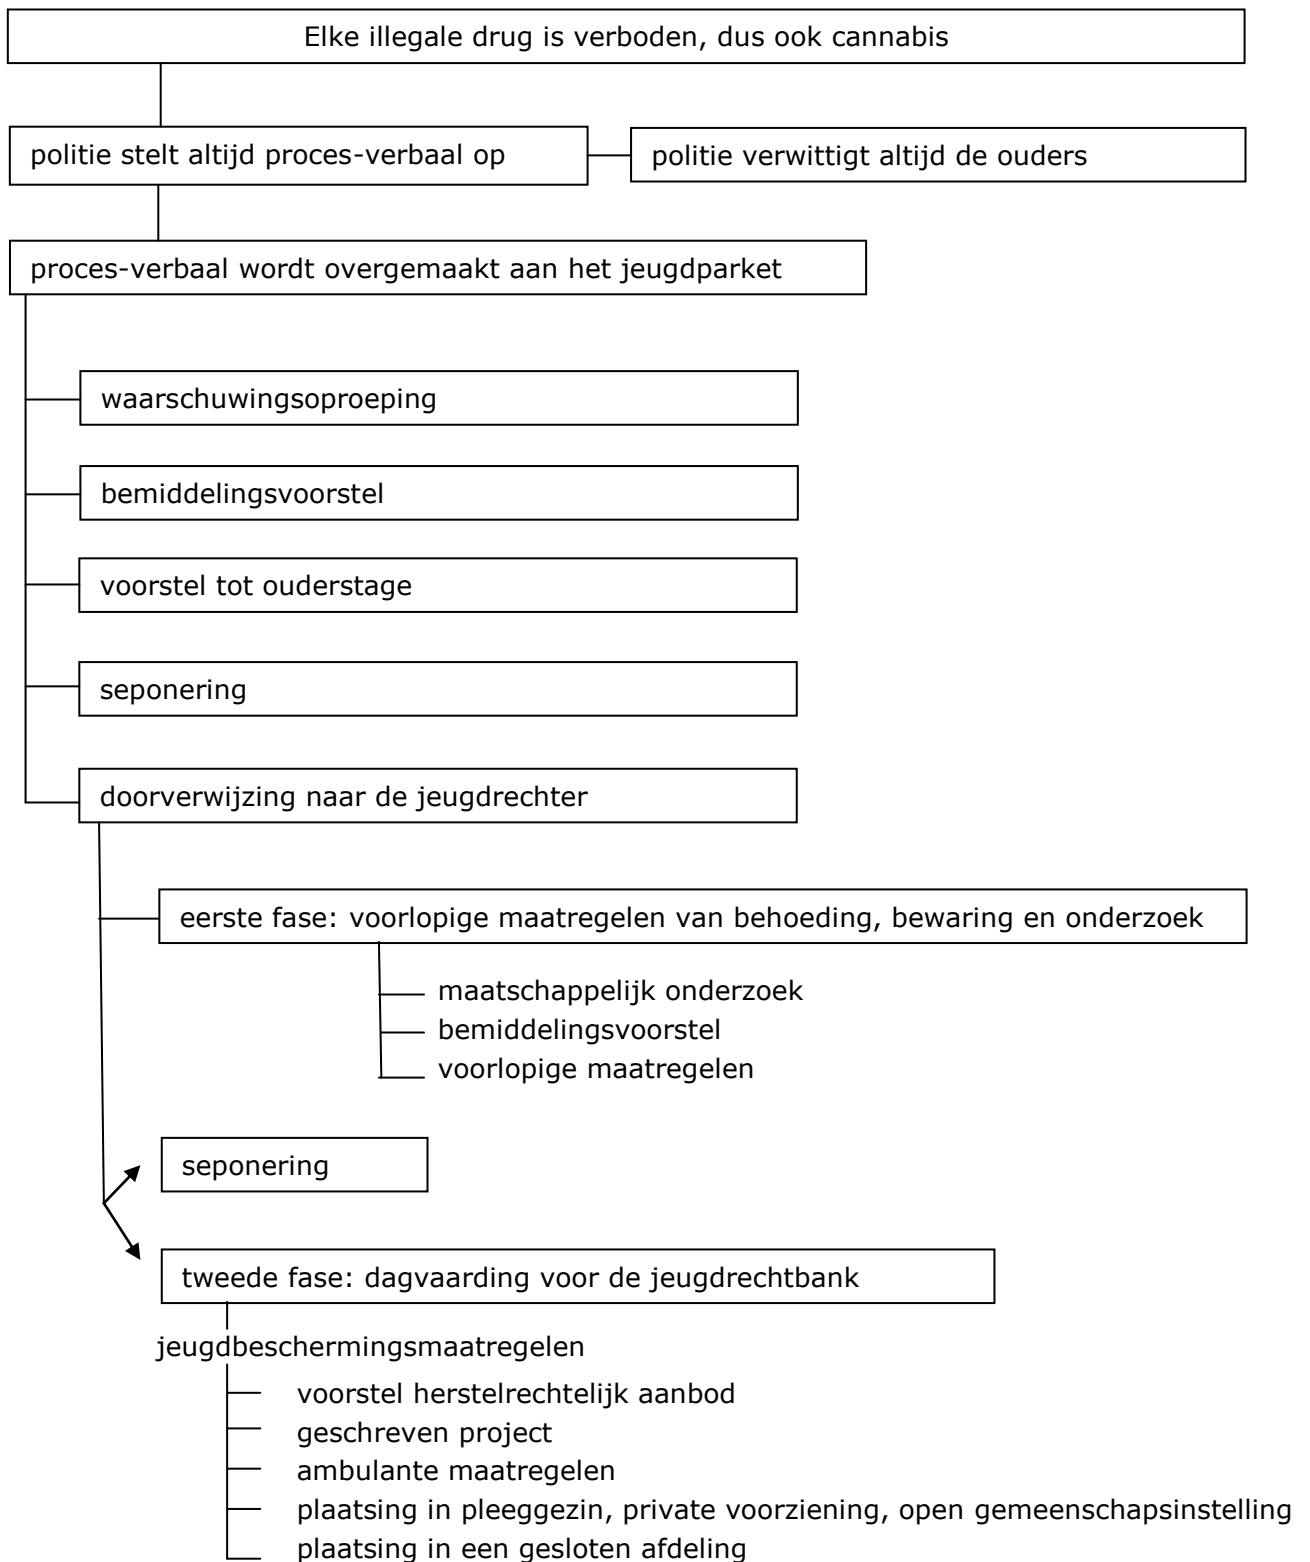 Elke illegale drug is verboden, dus ook cannabis
politie stelt altijd proces-verbaal op
politie verwittigt altijd de ouders
proces-verbaal wordt overgemaakt aan het jeugdparket
waarschuwingsoproeping
bemiddelingsvoorstel
voorstel tot ouderstage
seponering
doorverwijzing naar de jeugdrechter
eerste fase: voorlopige maatregelen van behoeding, bewaring en onderzoek
maatschappelijk onderzoek
bemiddelingsvoorstel
voorlopige maatregelen
seponering
tweede fase: dagvaarding voor de jeugdrechtbank
jeugdbeschermingsmaatregelen
voorstel herstelrechtelijk aanbod
geschreven project
ambulante maatregelen
plaatsing in pleeggezin, private voorziening, open gemeenschapsinstelling
plaatsing in een gesloten afdeling